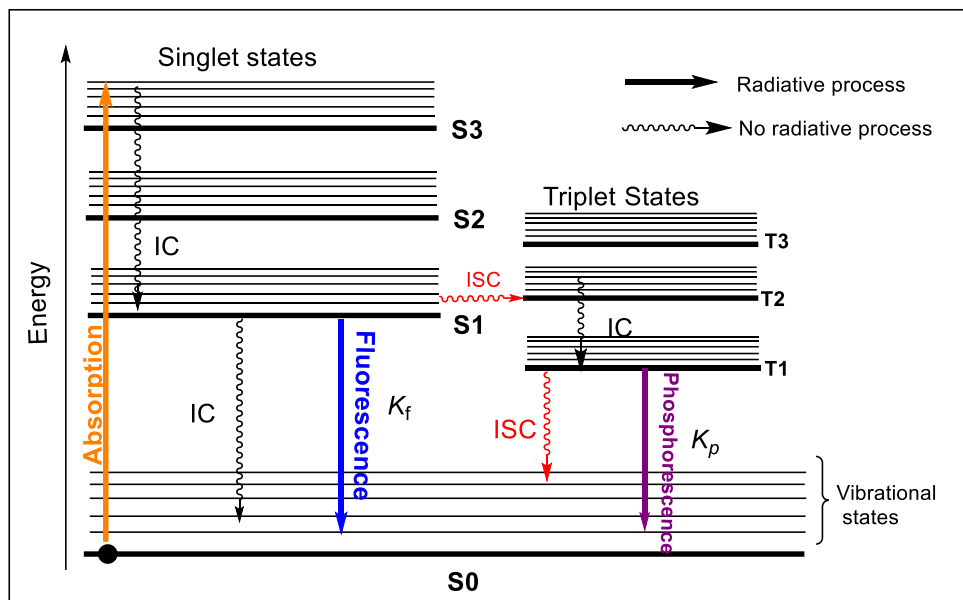 Singlet states
Radiative process
No radiative process
S3
Triplet States
S2
T3
IC
ISC
T2
S1
IC
T1
Energy
Absorption
Fluorescence
Phosphorescence
IC
Kf
ISC
Kp
Vibrational
states
S0